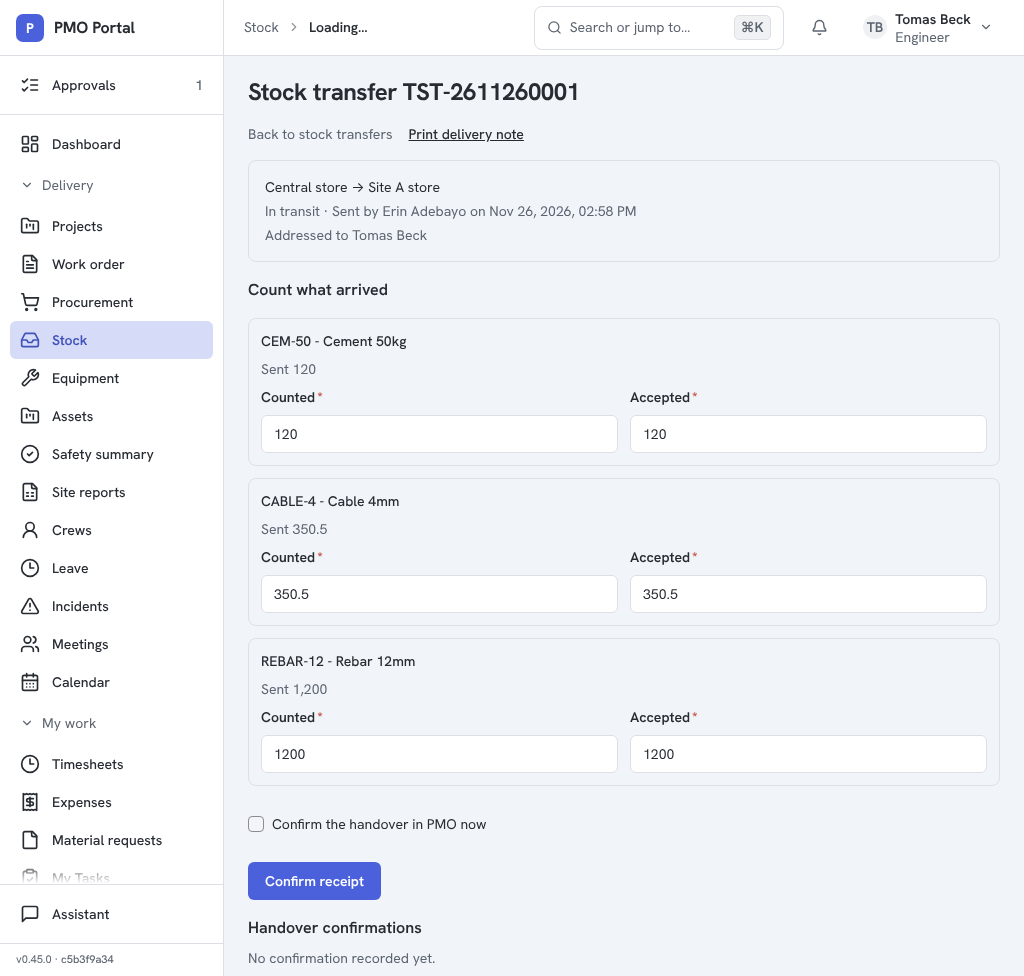 P PMO Portal
Stock > Loading...
Search or jump to... ⌘K
TB Tomas Beck
Engineer
Approvals 1
Dashboard
Delivery
Projects
Work order
Procurement
Stock
Equipment
Assets
Safety summary
Site reports
Crews
Leave
Incidents
Meetings
Calendar
My work
Timesheets
Expenses
Material requests
My Tasks
Assistant
v0.45.0 · c5b3f9a34
Stock transfer TST-2611260001
Back to stock transfers Print delivery note
Central store → Site A store
In transit · Sent by Erin Adebayo on Nov 26, 2026, 02:58 PM
Addressed to Tomas Beck
Count what arrived
CEM-50 - Cement 50kg
Sent 120
Counted * Accepted *
120 120
CABLE-4 - Cable 4mm
Sent 350.5
Counted * Accepted *
350.5 350.5
REBAR-12 - Rebar 12mm
Sent 1,200
Counted * Accepted *
1200 1200
Confirm the handover in PMO now
Confirm receipt
Handover confirmations
No confirmation recorded yet.